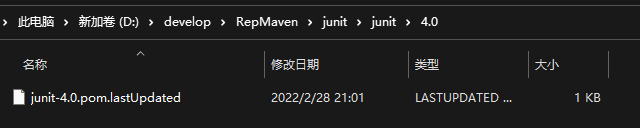 此电脑 > 新加卷 (D:) > develop > RepMaven > junit > junit > 4.0
名称 修改日期 类型 大小
junit-4.0.pom.lastUpdated 2022/2/28 21:01 LASTUPDATED ... 1 KB